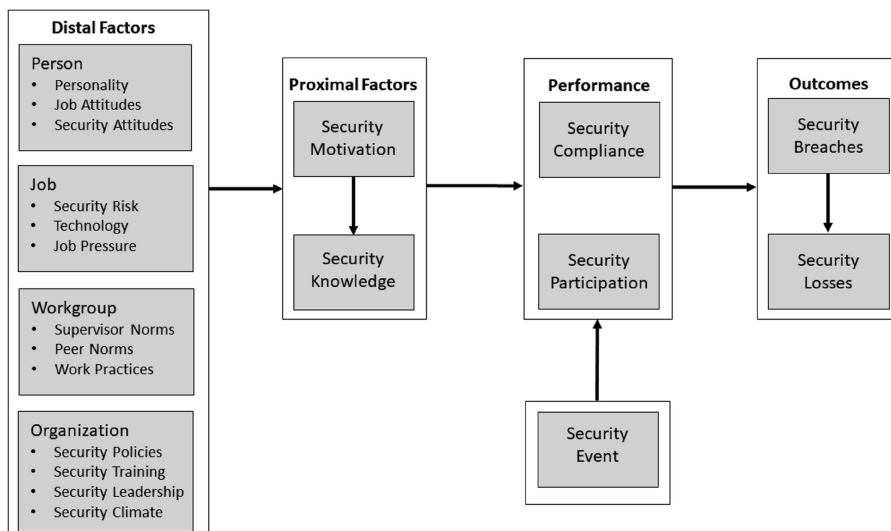 Distal Factors
Person
• Personality
• Job Attitudes
• Security Attitudes
Job
• Security Risk
• Technology
• Job Pressure
Workgroup
• Supervisor Norms
• Peer Norms
• Work Practices
Organization
• Security Policies
• Security Training
• Security Leadership
• Security Climate
Proximal Factors
Security
Motivation
Security
Knowledge
Performance
Security
Compliance
Security
Participation
Security
Event
Outcomes
Security
Breaches
Security
Losses